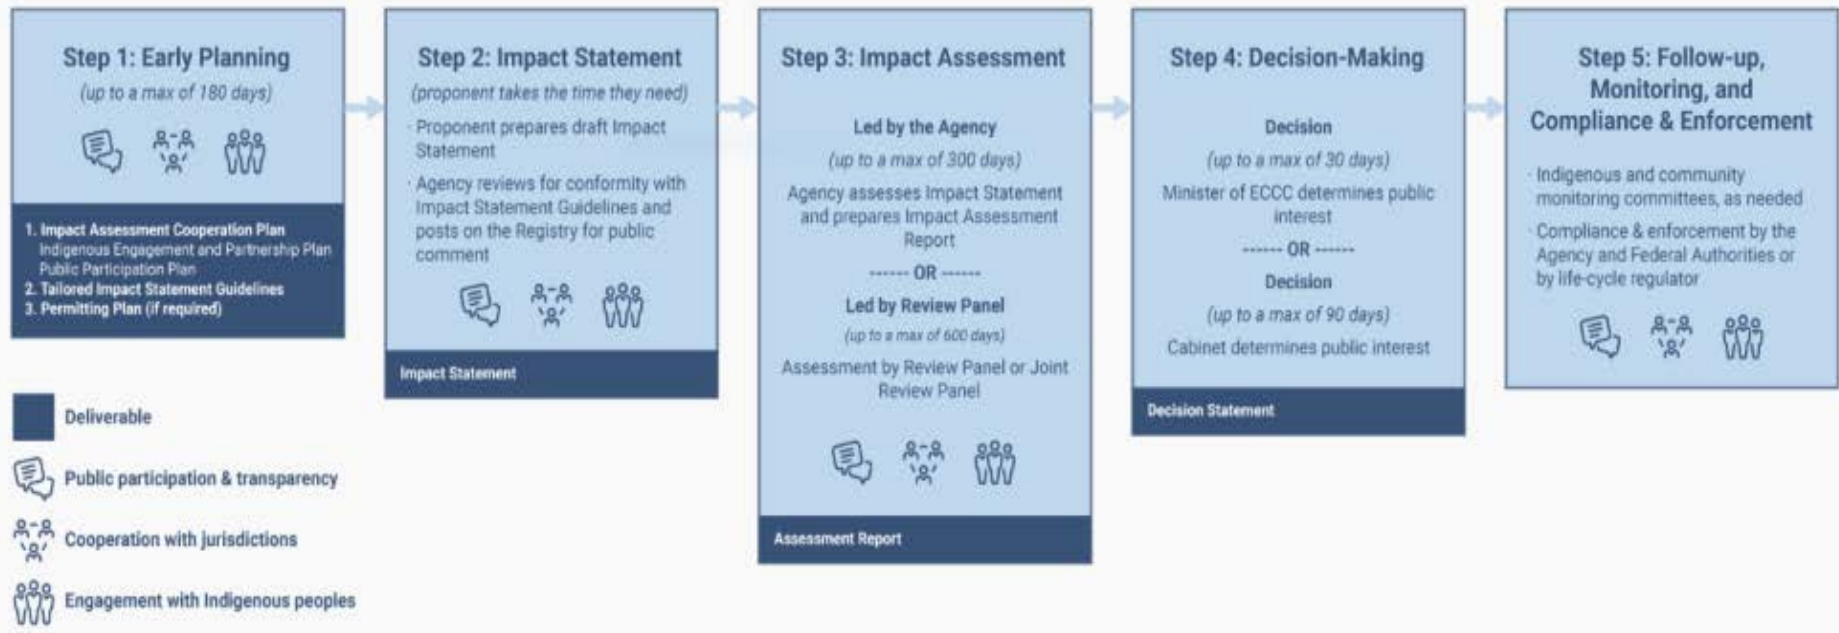 Step 1: Early Planning
(up to a max of 180 days)
1. Impact Assessment Cooperation Plan
Indigenous Engagement and Partnership Plan
Public Participation Plan
2. Tailored Impact Statement Guidelines
3. Permitting Plan (if required)
Step 2: Impact Statement
(proponent takes the time they need)
· Proponent prepares draft Impact
Statement
· Agency reviews for conformity with
Impact Statement Guidelines and
posts on the Registry for public
comment
Impact Statement
Step 3: Impact Assessment
Led by the Agency
(up to a max of 300 days)
Agency assesses Impact Statement
and prepares Impact Assessment
Report
------ OR ------
Led by Review Panel
(up to a max of 600 days)
Assessment by Review Panel or Joint
Review Panel
Assessment Report
Step 4: Decision-Making
Decision
(up to a max of 30 days)
Minister of ECCC determines public
interest
------ OR ------
Decision
(up to a max of 90 days)
Cabinet determines public interest
Decision Statement
Step 5: Follow-up,
Monitoring, and
Compliance & Enforcement
· Indigenous and community
monitoring committees, as needed
· Compliance & enforcement by the
Agency and Federal Authorities or
by life-cycle regulator
Deliverable
Public participation & transparency
Cooperation with jurisdictions
Engagement with Indigenous peoples